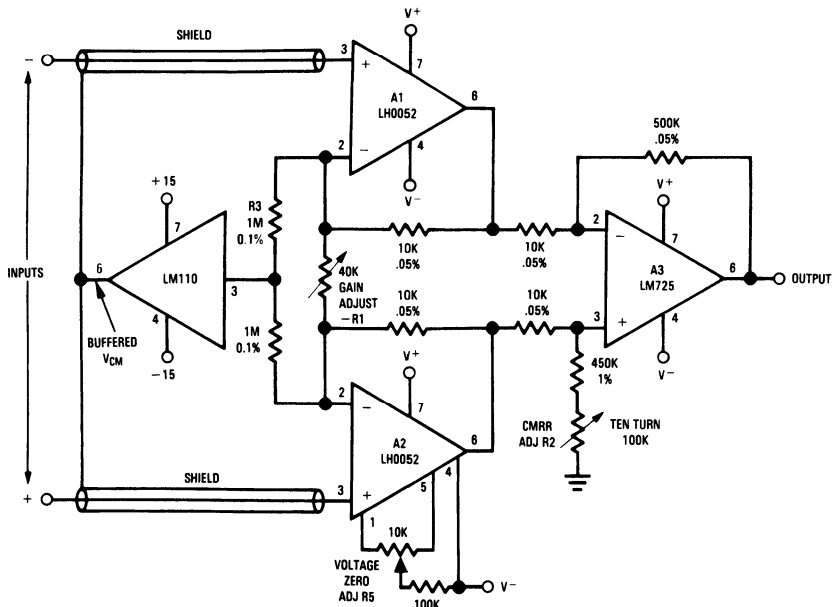 SHIELD
V+
−
3
+
7
A1
LH0052
6
2
−
4
V−
500K
.05%
+15
7
R3
1M
0.1%
10K
.05%
10K
.05%
2
−
V+
7
INPUTS
6
LM110
3
40K
GAIN
ADJUST
−R1
A3
LM725
6
OUTPUT
4
−15
BUFFERED
VCM
1M
0.1%
10K
.05%
10K
.05%
3
+
4
V−
V+
450K
1%
2
−
7
A2
LH0052
6
CMRR
ADJ R2
TEN TURN
100K
SHIELD
4
5
+
3
+
1
10K
VOLTAGE
ZERO
ADJ R5
100K
V−